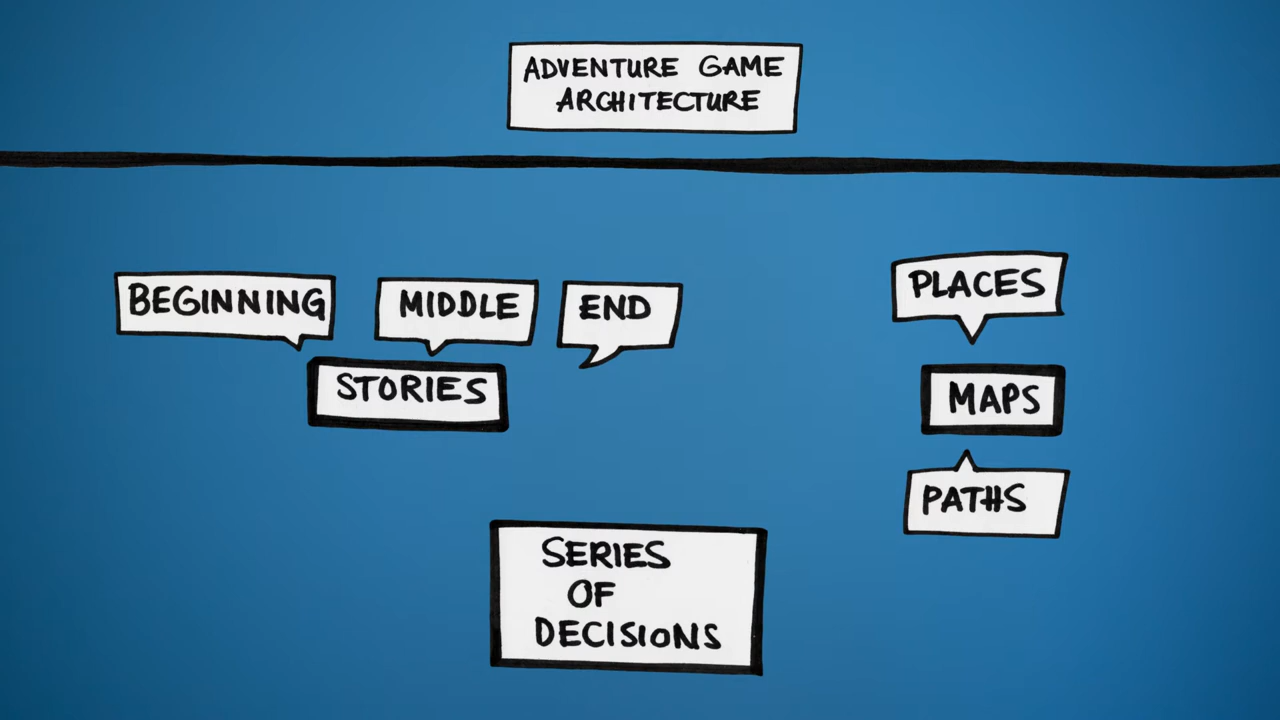 ADVENTURE GAME
ARCHITECTURE
BEGINNING
MIDDLE
END
STORIES
PLACES
MAPS
PATHS
SERIES
OF
DECISIONS